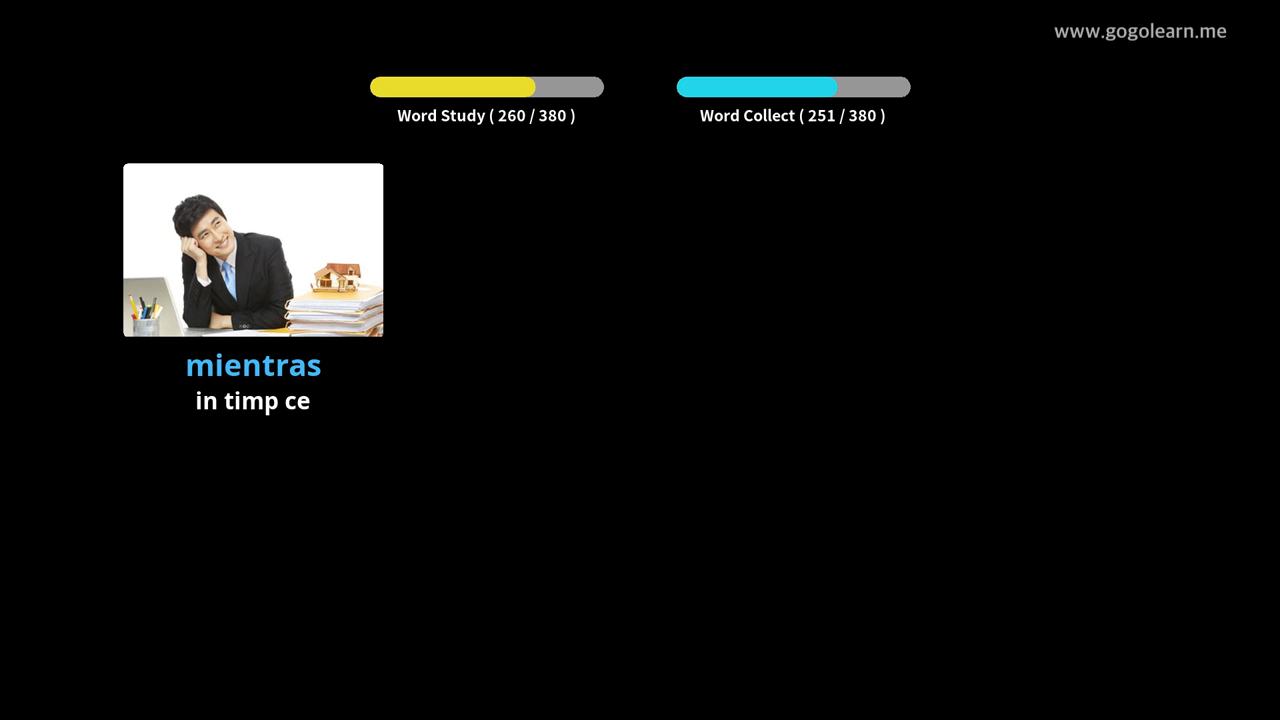 www.gogolearn.me
Word Study ( 260 / 380 )
Word Collect ( 251 / 380 )
mientras
in timp ce